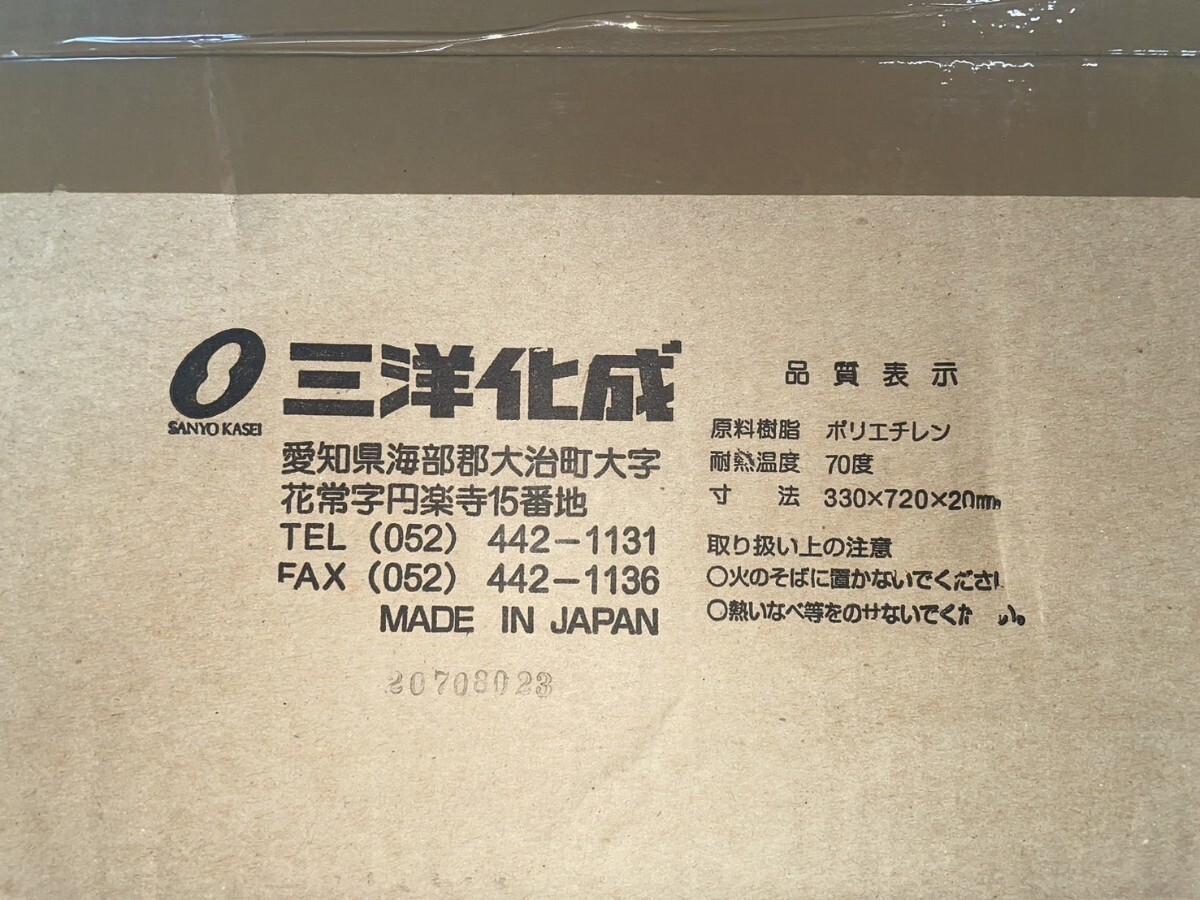 三洋化成
SANYO KASEI
愛知県海部郡大治町大字
花常字円楽寺15番地
TEL (052) 442-1131
FAX (052) 442-1136
MADE IN JAPAN
20708023
品質表示
原料樹脂 ポリエチレン
耐熱温度 70度
寸法 330×720×20mm
取り扱い上の注意
○火のそばに置かないでください
○熱いなべ等をのせないでください。